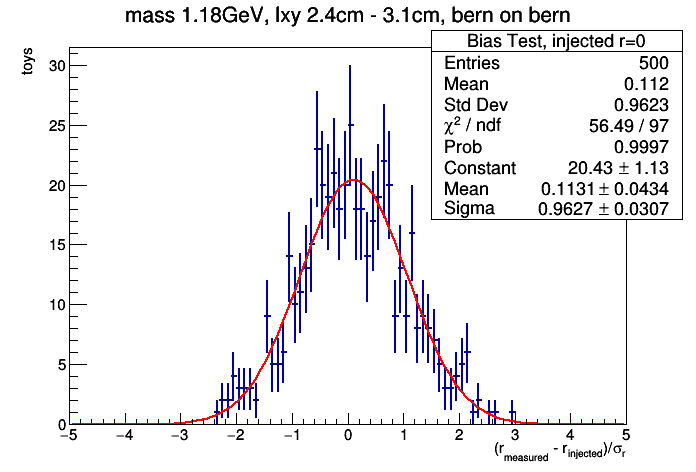 mass 1.18GeV, lxy 2.4cm - 3.1cm, bern on bern
toys
Bias Test, injected r=0
Entries 500
Mean 0.112
Std Dev 0.9623
χ² / ndf 56.49 / 97
Prob 0.9997
Constant 20.43 ± 1.13
Mean 0.1131 ± 0.0434
Sigma 0.9627 ± 0.0307
30
25
20
15
10
5
0
−5 −4 −3 −2 −1 0 1 2 3 4 5
(r_measured - r_injected)/σ_r